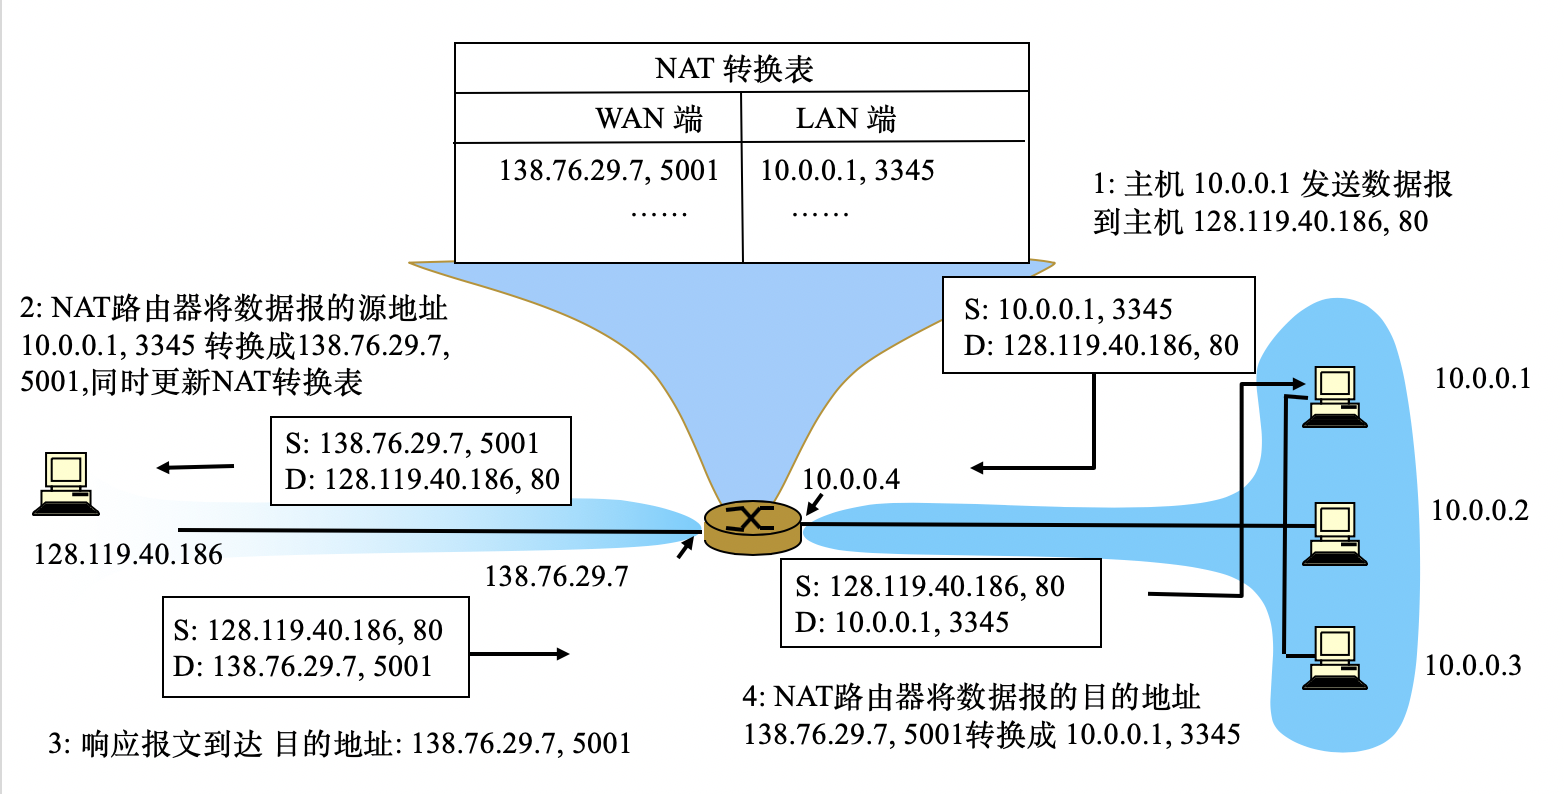 NAT 转换表
WAN 端
LAN 端
138.76.29.7, 5001
10.0.0.1, 3345
……
……
1: 主机 10.0.0.1 发送数据报
到主机 128.119.40.186, 80
2: NAT路由器将数据报的源地址
10.0.0.1, 3345 转换成138.76.29.7,
5001,同时更新NAT转换表
S: 10.0.0.1, 3345
D: 128.119.40.186, 80
10.0.0.1
S: 138.76.29.7, 5001
D: 128.119.40.186, 80
10.0.0.4
10.0.0.2
128.119.40.186
138.76.29.7
S: 128.119.40.186, 80
D: 10.0.0.1, 3345
S: 128.119.40.186, 80
D: 138.76.29.7, 5001
10.0.0.3
3: 响应报文到达 目的地址: 138.76.29.7, 5001
4: NAT路由器将数据报的目的地址
138.76.29.7, 5001转换成 10.0.0.1, 3345